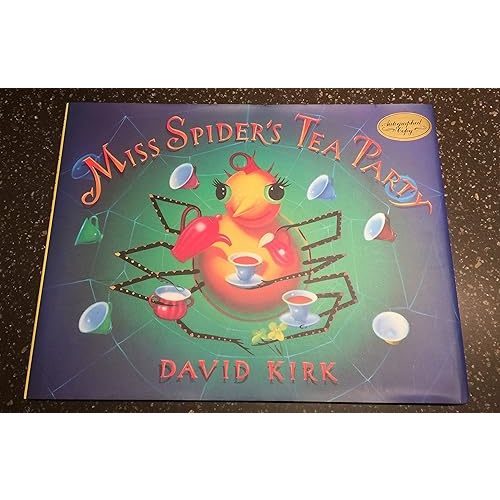 MISS SPIDER'S TEA PARTY
Autographed
Copy
DAVID KIRK